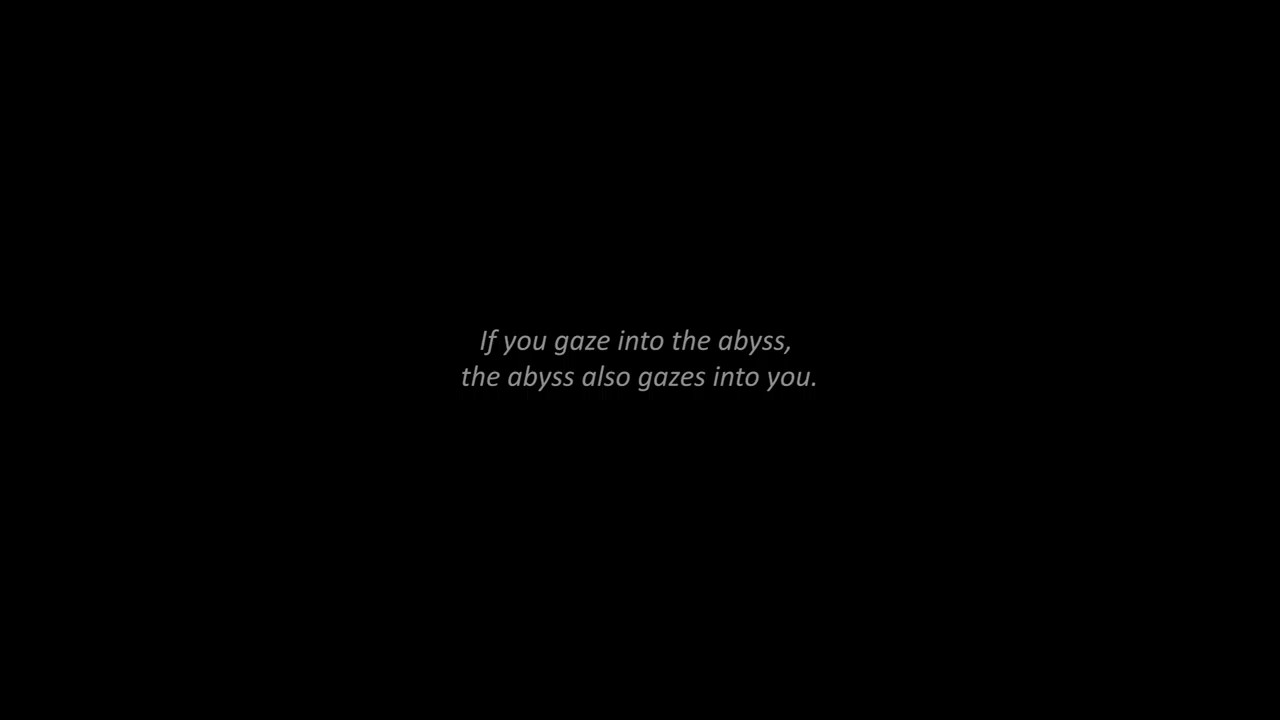 If you gaze into the abyss,
the abyss also gazes into you.